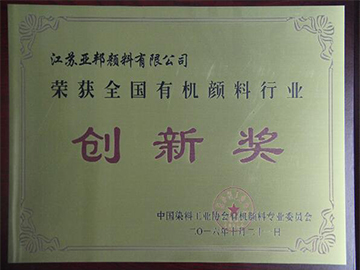 江苏亚邦颜料有限公司
荣获全国有机颜料行业
创新奖
中国染料工业协会有机颜料专业委员会
二〇一六年十月二十一日